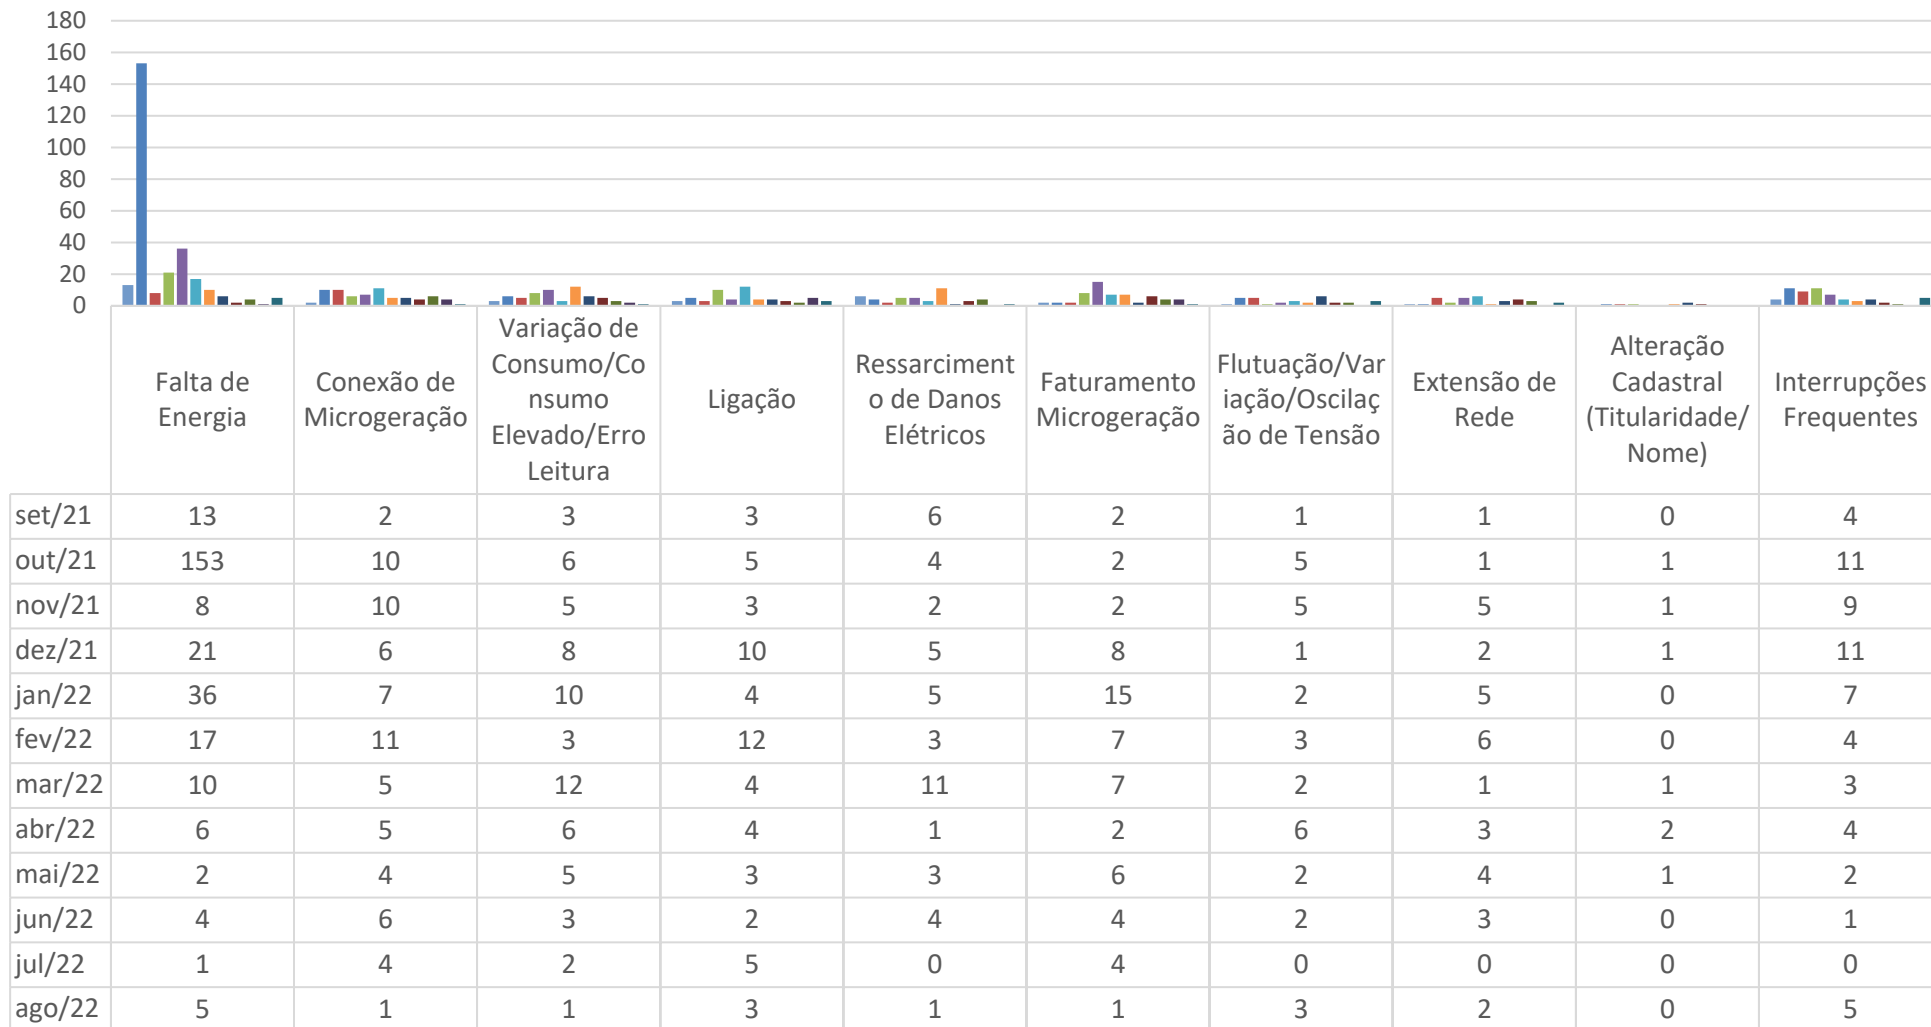 180
160
140
120
100
80
60
40
20
0
Falta de
Energia
Conexão de
Microgeração
Variação de
Consumo/Co
nsumo
Elevado/Erro
Leitura
Ligação
Ressarciment
o de Danos
Elétricos
Faturamento
Microgeração
Flutuação/Var
iação/Oscilaç
ão de Tensão
Extensão de
Rede
Alteração
Cadastral
(Titularidade/
Nome)
Interrupções
Frequentes
set/21 13 2 3 3 6 2 1 1 0 4
out/21 153 10 6 5 4 2 5 1 1 11
nov/21 8 10 5 3 2 2 5 5 1 9
dez/21 21 6 8 10 5 8 1 2 1 11
jan/22 36 7 10 4 5 15 2 5 0 7
fev/22 17 11 3 12 3 7 3 6 0 4
mar/22 10 5 12 4 11 7 2 1 1 3
abr/22 6 5 6 4 1 2 6 3 2 4
mai/22 2 4 5 3 3 6 2 4 1 2
jun/22 4 6 3 2 4 4 2 3 0 1
jul/22 1 4 2 5 0 4 0 0 0 0
ago/22 5 1 1 3 1 1 3 2 0 5